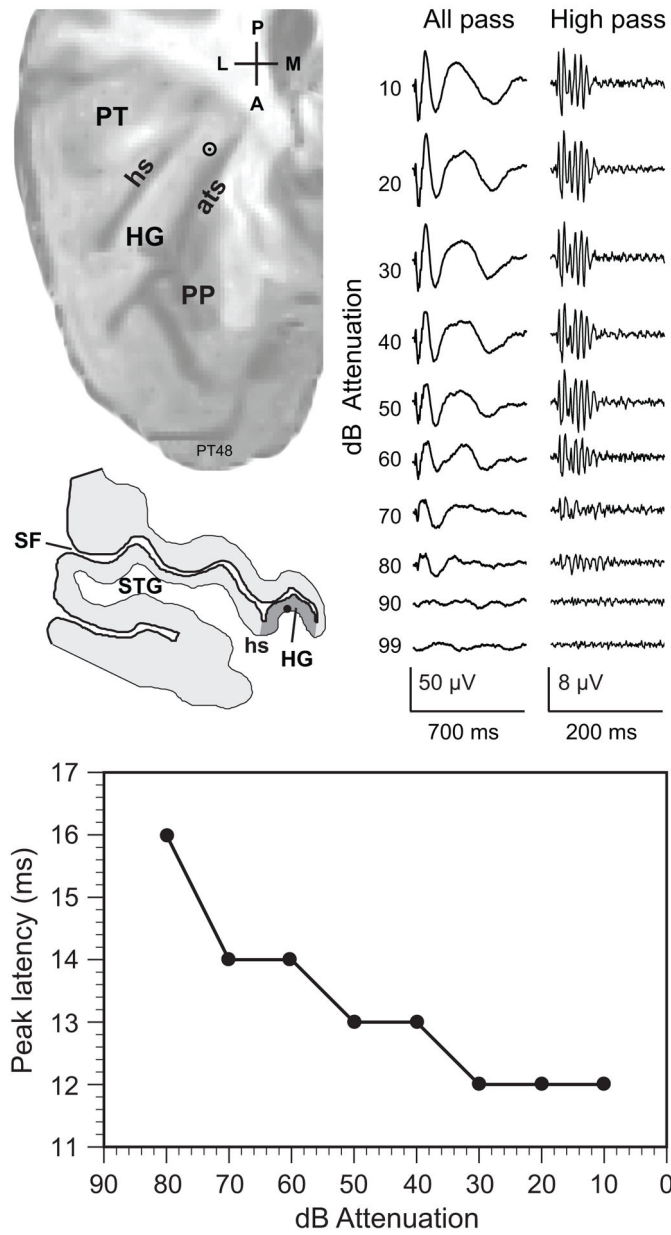 P
L M
A
PT
hs
ats
HG
PP
PT48
SF
STG
hs
HG
All pass High pass
dB Attenuation
10
20
30
40
50
60
70
80
90
99
50 µV 8 µV
700 ms 200 ms
Peak latency (ms)
17
16
15
14
13
12
11
90 80 70 60 50 40 30 20 10 0
dB Attenuation